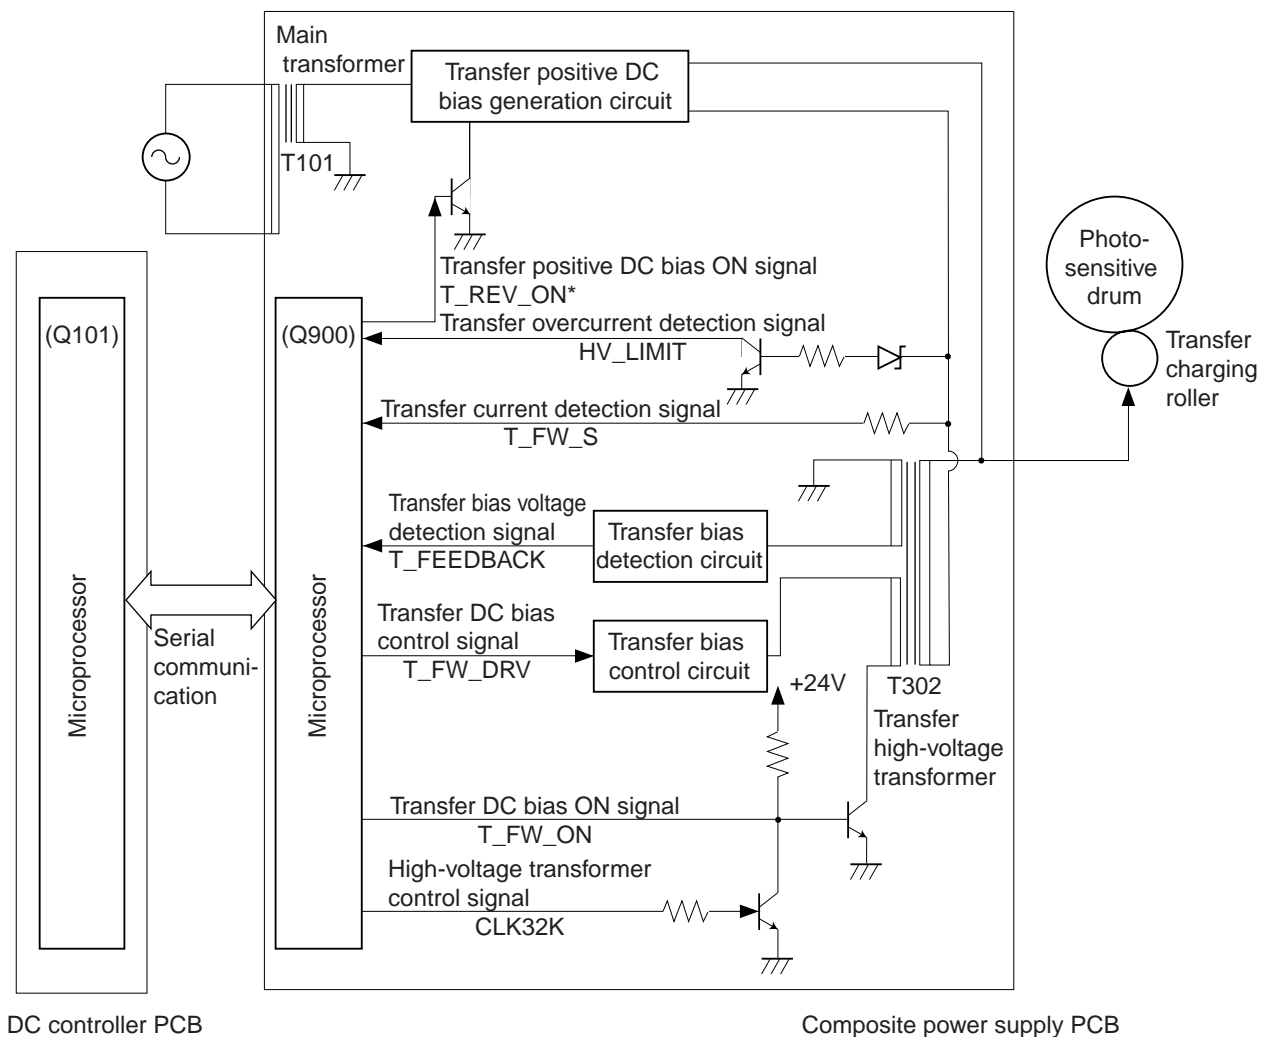 Main
transformer
Transfer positive DC
bias generation circuit
T101
Photo-
sensitive
drum
Transfer positive DC bias ON signal
T_REV_ON*
(Q101)
(Q900)
Transfer overcurrent detection signal
HV_LIMIT
Transfer
charging
roller
Transfer current detection signal
T_FW_S
Transfer bias voltage
detection signal
T_FEEDBACK
Transfer bias
detection circuit
Microprocessor
Microprocessor
Serial
communi-
cation
Transfer DC bias
control signal
T_FW_DRV
Transfer bias
control circuit
+24V
T302
Transfer
high-voltage
transformer
Transfer DC bias ON signal
T_FW_ON
High-voltage transformer
control signal
CLK32K
DC controller PCB
Composite power supply PCB